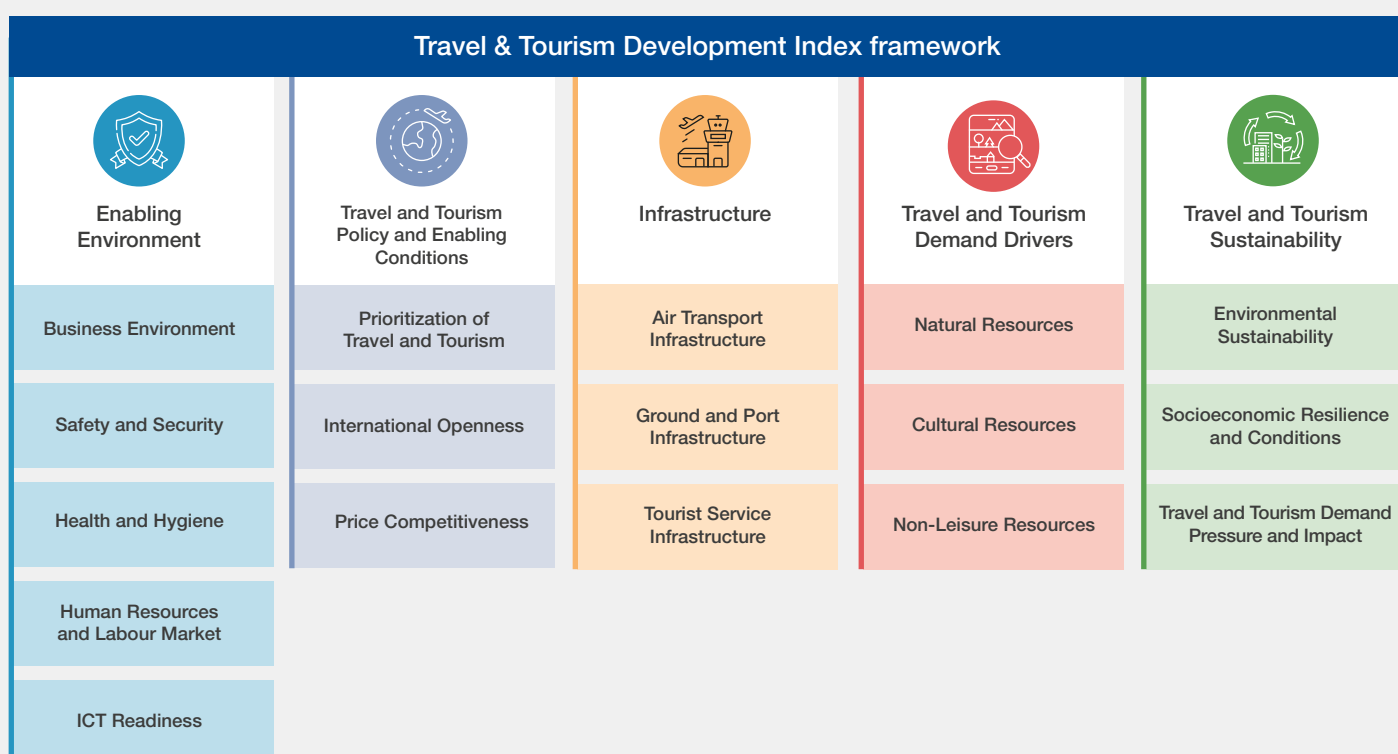 Travel & Tourism Development Index framework
Enabling
Environment
Business Environment
Safety and Security
Health and Hygiene
Human Resources
and Labour Market
ICT Readiness
Travel and Tourism
Policy and Enabling
Conditions
Prioritization of
Travel and Tourism
International Openness
Price Competitiveness
Infrastructure
Air Transport
Infrastructure
Ground and Port
Infrastructure
Tourist Service
Infrastructure
Travel and Tourism
Demand Drivers
Natural Resources
Cultural Resources
Non-Leisure Resources
Travel and Tourism
Sustainability
Environmental
Sustainability
Socioeconomic Resilience
and Conditions
Travel and Tourism Demand
Pressure and Impact